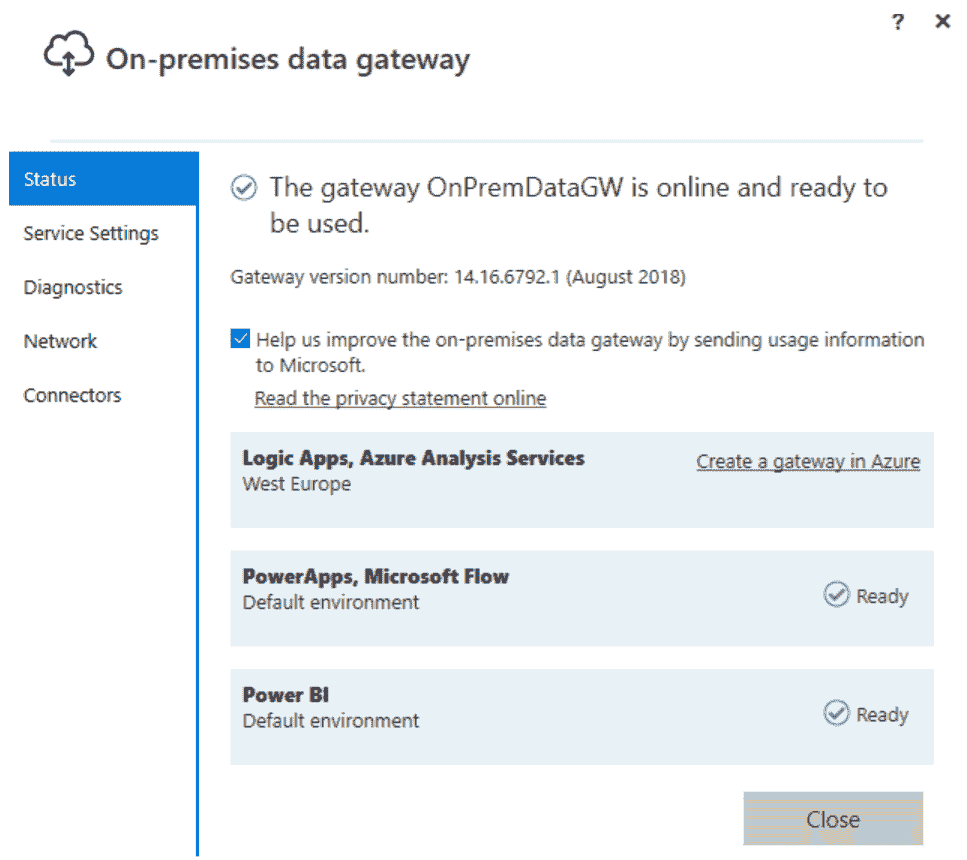 ? ×
On-premises data gateway
Status
Service Settings
Diagnostics
Network
Connectors
The gateway OnPremDataGW is online and ready to
be used.
Gateway version number: 14.16.6792.1 (August 2018)
Help us improve the on-premises data gateway by sending usage information
to Microsoft.
Read the privacy statement online
Logic Apps, Azure Analysis Services
West Europe
Create a gateway in Azure
PowerApps, Microsoft Flow
Default environment
Ready
Power BI
Default environment
Ready
Close